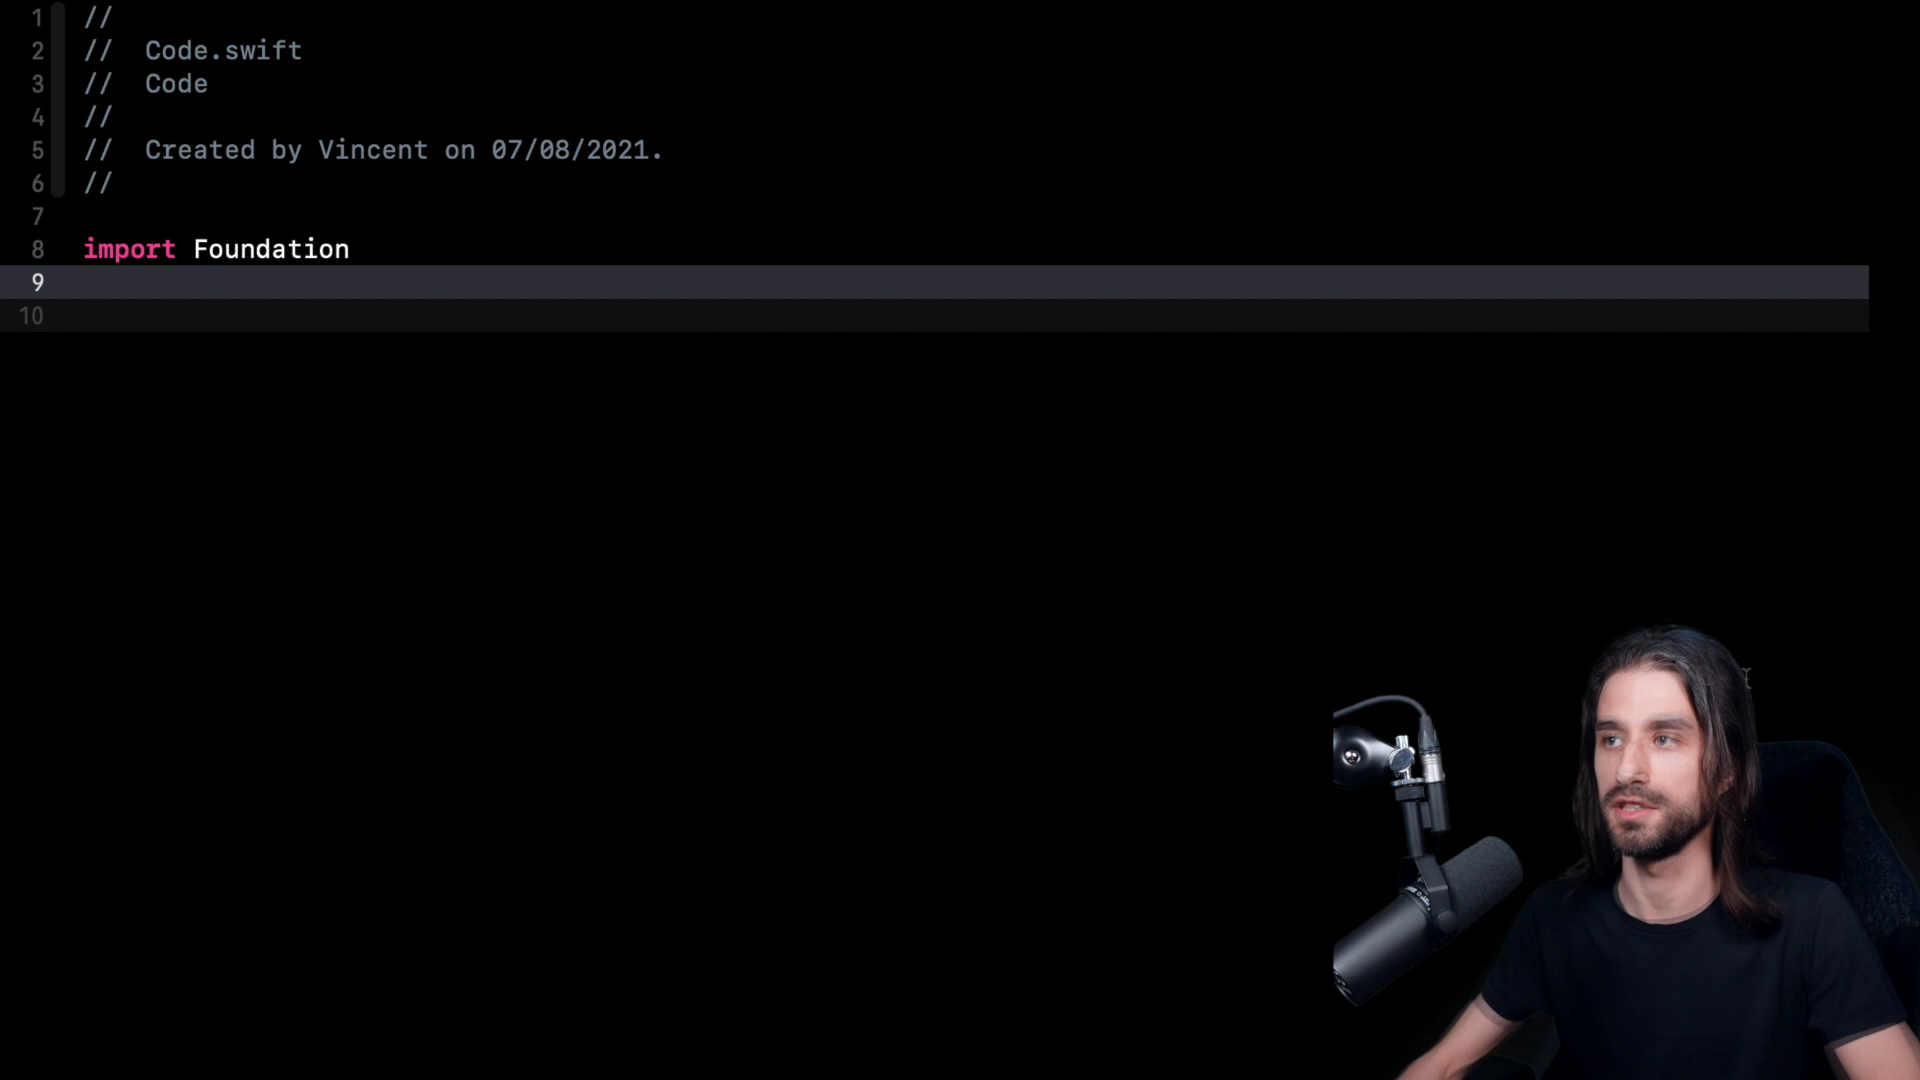 1 //
2 //  Code.swift
3 //  Code
4 //
5 //  Created by Vincent on 07/08/2021.
6 //
7
8 import Foundation
9
10